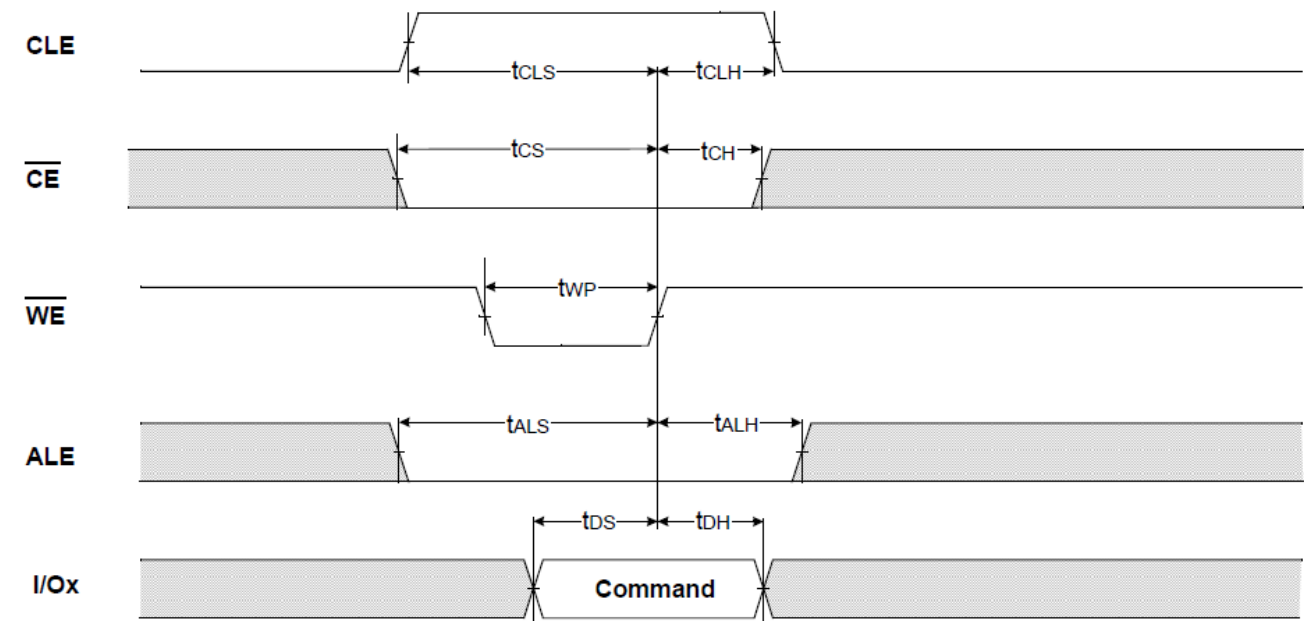 CLE
tCLS
tCLH
CE
tCS
tCH
WE
tWP
ALE
tALS
tALH
I/Ox
tDS
tDH
Command